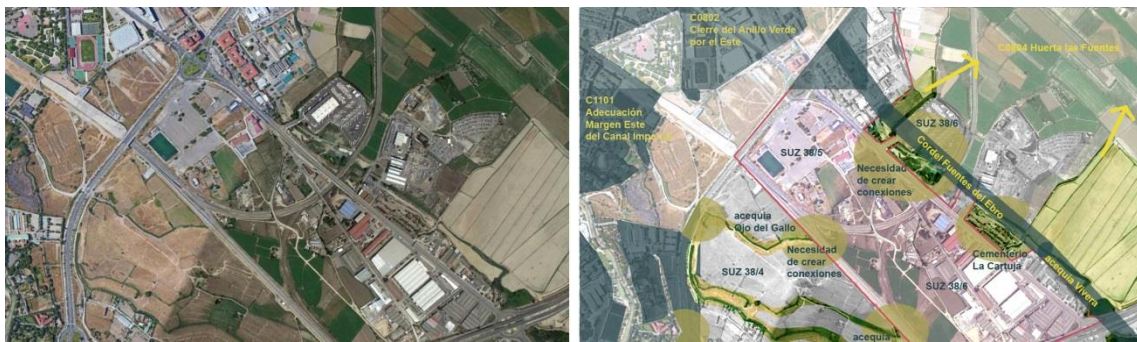 C0802
Cierre del Anillo Verde
por el Este
C0804 Huerta las Fuentes
C1101
Adecuación
Margen Este
del Canal Imperial
SUZ 38/6
SUZ 38/5
Cordel Fuentes del Ebro
Necesidad
de crear
conexiones
acequia
Ojo del Gallo
Necesidad
de crear
conexiones
Cementerio
La Cartuja
SUZ 38/4
SUZ 38/6
acequia Vivera
acequia